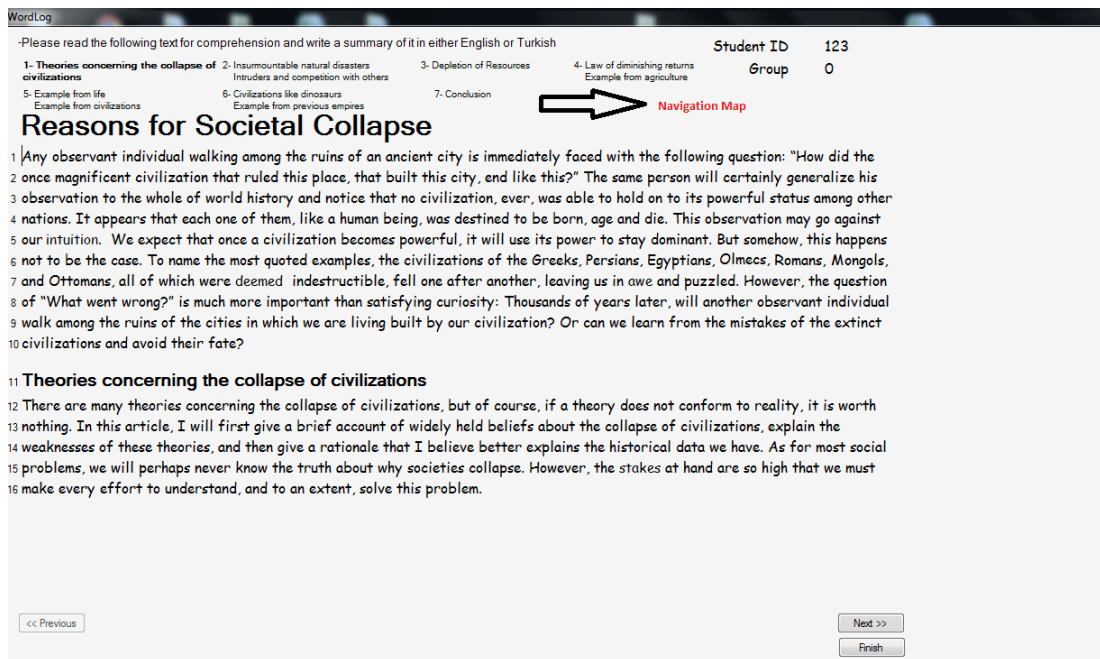 WordLog
-Please read the following text for comprehension and write a summary of it in either English or Turkish
Student ID 123
Group 0
1- Theories concerning the collapse of civilizations
2- Insurmountable natural disasters
Intruders and competition with others
3- Depletion of Resources
4- Law of diminishing returns
Example from agriculture
5- Example from life
Example from civilizations
6- Civilizations like dinosaurs
Example from previous empires
7- Conclusion
Navigation Map
Reasons for Societal Collapse
1 Any observant individual walking among the ruins of an ancient city is immediately faced with the following question: “How did the
2 once magnificent civilization that ruled this place, that built this city, end like this?” The same person will certainly generalize his
3 observation to the whole of world history and notice that no civilization, ever, was able to hold on to its powerful status among other
4 nations. It appears that each one of them, like a human being, was destined to be born, age and die. This observation may go against
5 our intuition. We expect that once a civilization becomes powerful, it will use its power to stay dominant. But somehow, this happens
6 not to be the case. To name the most quoted examples, the civilizations of the Greeks, Persians, Egyptians, Olmecs, Romans, Mongols,
7 and Ottomans, all of which were deemed indestructible, fell one after another, leaving us in awe and puzzled. However, the question
8 of “What went wrong?” is much more important than satisfying curiosity: Thousands of years later, will another observant individual
9 walk among the ruins of the cities in which we are living built by our civilization? Or can we learn from the mistakes of the extinct
10 civilizations and avoid their fate?
11 Theories concerning the collapse of civilizations
12 There are many theories concerning the collapse of civilizations, but of course, if a theory does not conform to reality, it is worth
13 nothing. In this article, I will first give a brief account of widely held beliefs about the collapse of civilizations, explain the
14 weaknesses of these theories, and then give a rationale that I believe better explains the historical data we have. As for most social
15 problems, we will perhaps never know the truth about why societies collapse. However, the stakes at hand are so high that we must
16 make every effort to understand, and to an extent, solve this problem.
<< Previous
Next >>
Finish